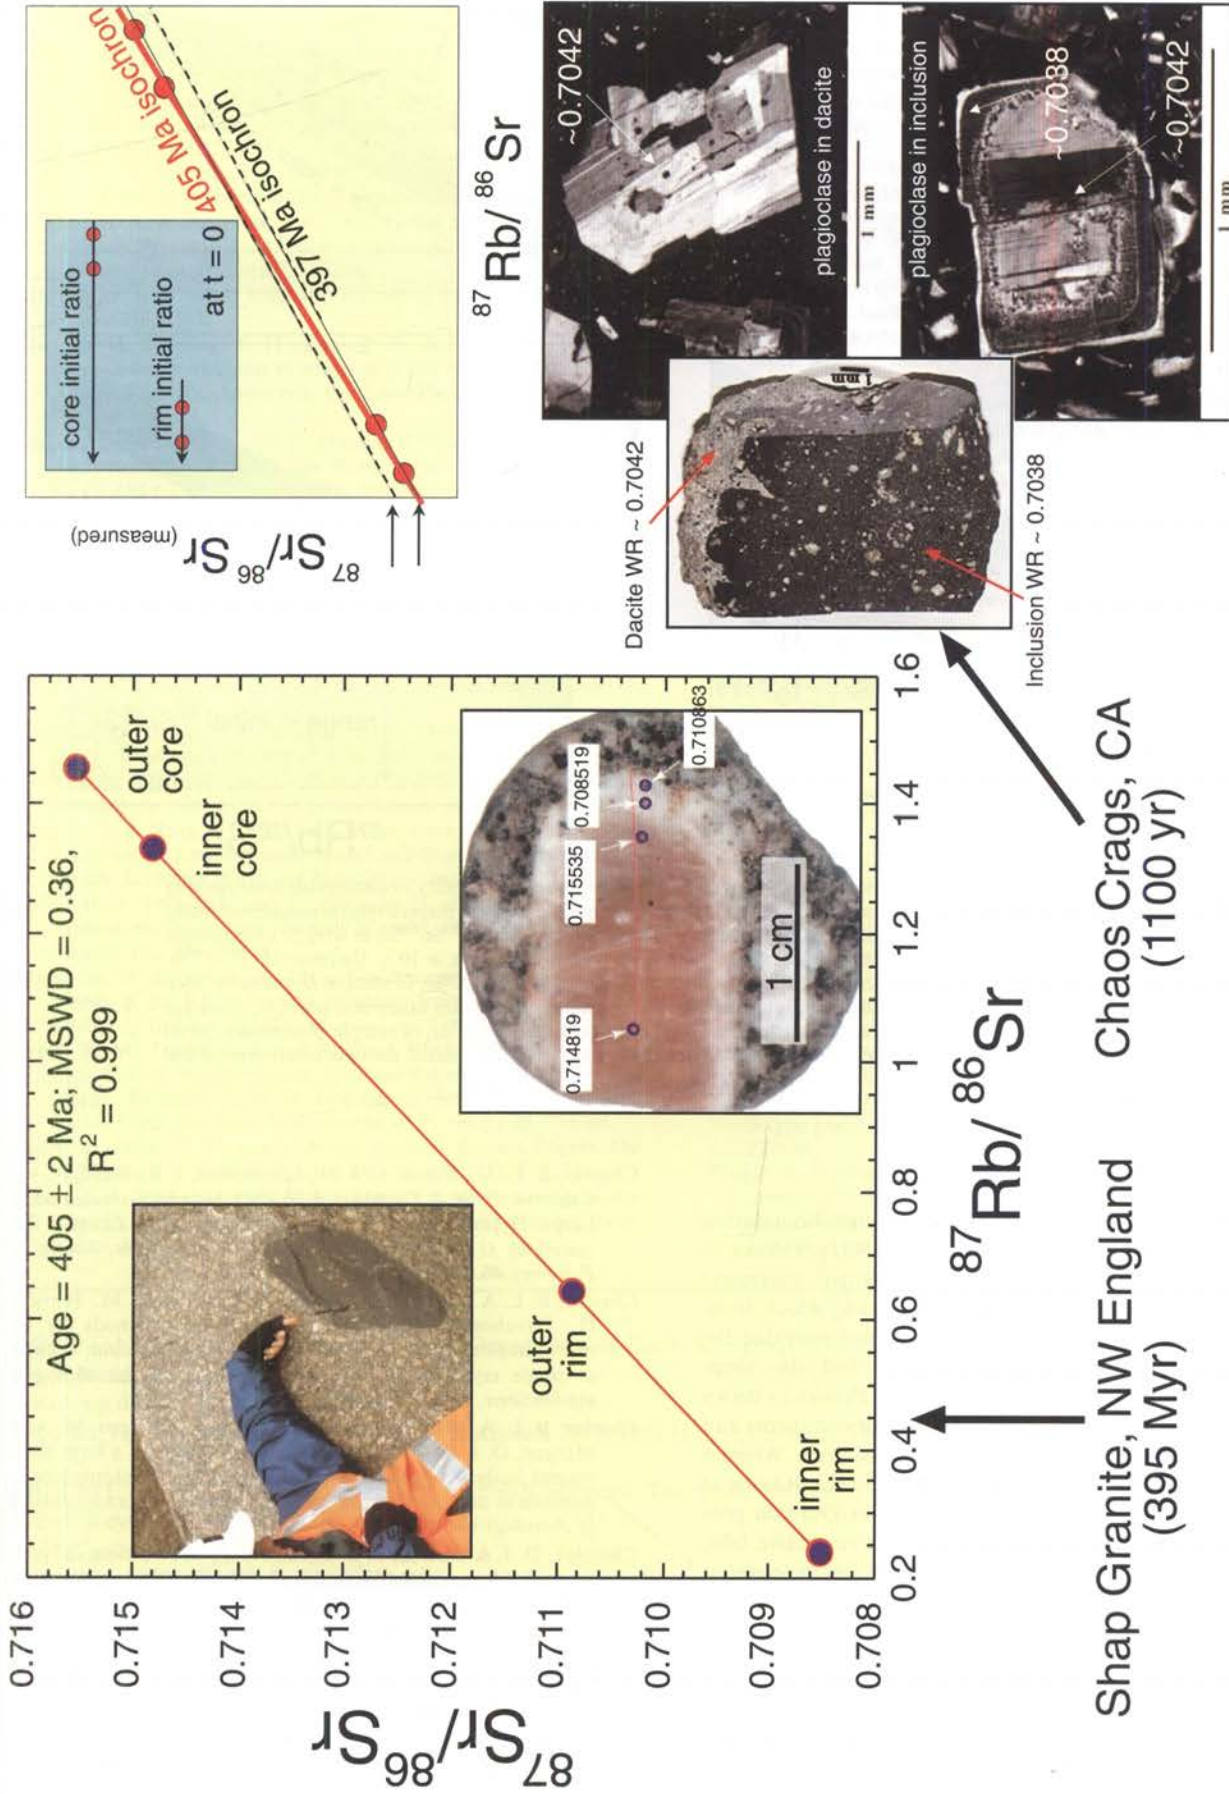 Age = 405 ± 2 Ma; MSWD = 0.36,
R² = 0.999
⁸⁷Sr/⁸⁶Sr
0.716
0.715
0.714
0.713
0.712
0.711
0.710
0.709
0.708
outer
core
inner
core
outer
rim
inner
rim
0.714819
0.715535
0.708519
0.710863
1 cm
0.2
0.4
0.6
0.8
1
1.2
1.4
1.6
⁸⁷Rb/⁸⁶Sr
Shap Granite, NW England
(395 Myr)
Chaos Crags, CA
(1100 yr)
⁸⁷Sr/⁸⁶Sr
(measured)
core initial ratio
rim initial ratio
at t = 0
405 Ma isochron
397 Ma isochron
⁸⁷Rb/⁸⁶Sr
Dacite WR ~ 0.7042
Inclusion WR ~ 0.7038
1 mm
~0.7042
plagioclase in dacite
1 mm
plagioclase in inclusion
~0.7038
~0.7042
1 mm